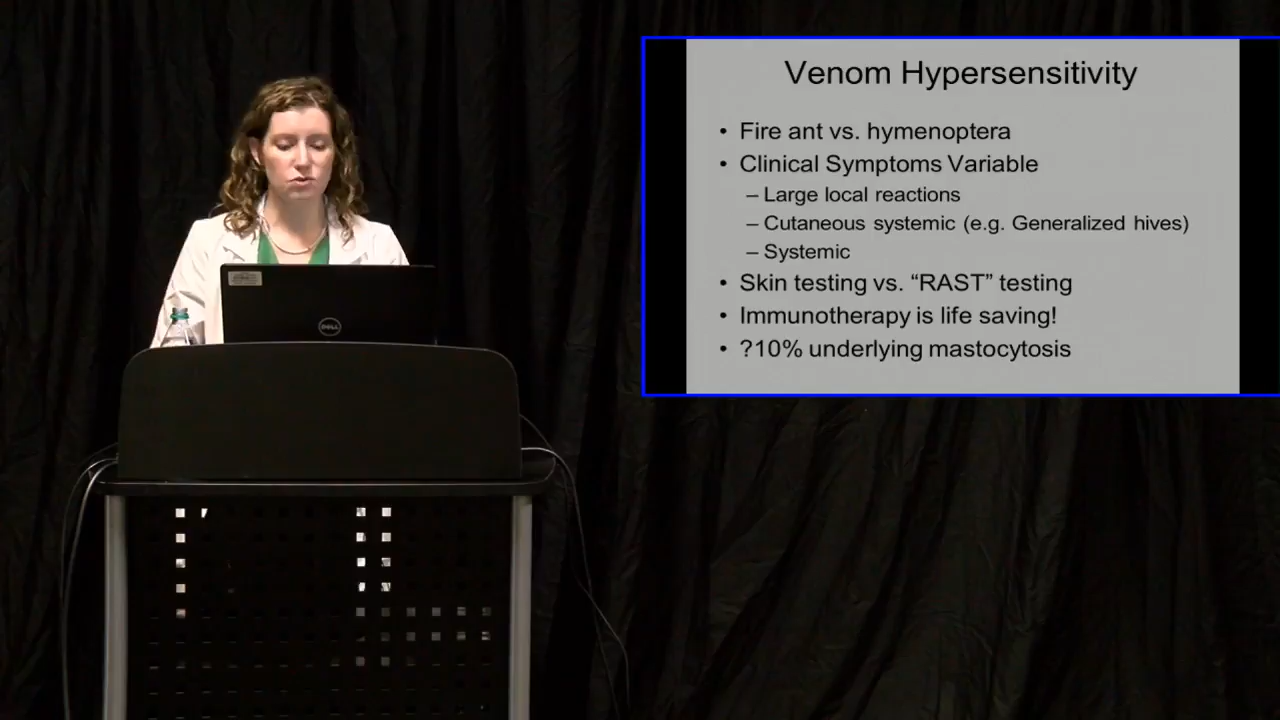 Venom Hypersensitivity
• Fire ant vs. hymenoptera
• Clinical Symptoms Variable
– Large local reactions
– Cutaneous systemic (e.g. Generalized hives)
– Systemic
• Skin testing vs. “RAST” testing
• Immunotherapy is life saving!
• ?10% underlying mastocytosis
DELL